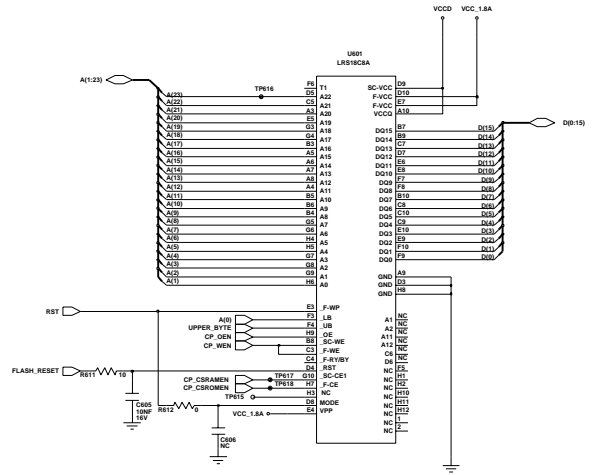 VCCD VCC_1.8A
U601
LRS18C8A
A(1:23)
D(0:15)
F6 T1
A(23) TP616 D5 A22
A(22) C5 A21
A(21) A3 A20
A(20) E5 A19
A(19) G3 A18
A(18) G4 A17
A(17) B3 A16
A(16) A5 A15
A(15) A6 A14
A(14) A7 A13
A(13) A8 A12
A(12) A4 A11
A(11) B5 A10
A(10) B6 A9
A(9) B4 A8
A(8) G5 A7
A(7) G6 A6
A(6) H4 A5
A(5) H5 A4
A(4) G7 A3
A(3) G8 A2
A(2) G9 A1
A(1) H6 A0
SC-VCC D9
F-VCC D10
F-VCC E7
VCCQ A10
DQ15 B7 D(15)
DQ14 B9 D(14)
DQ13 C7 D(13)
DQ12 D7 D(12)
DQ11 E6 D(11)
DQ10 E8 D(10)
DQ9 F7 D(9)
DQ8 F8 D(8)
DQ7 B10 D(7)
DQ6 C8 D(6)
DQ5 C10 D(5)
DQ4 C9 D(4)
DQ3 E10 D(3)
DQ2 E9 D(2)
DQ1 F10 D(1)
DQ0 F9 D(0)
GND A9
GND D3
GND H8
RST
E3 _F-WP
A(0) F3 _LB
UPPER_BYTE F4 _UB
CP_OEN H9 _OE
CP_WEN B8 _SC-WE
C3 _F-WE
C4 F-RY/BY
FLASH_RESET R611 10 D4 _RST
CP_CSRAMEN TP617 G10 _SC-CE1
CP_CSROMEN TP618 H7 _F-CE
TP615 H3 NC
D8 MODE
VCC_1.8A E4 VPP
C605
10NF
16V
R612 0
C606
NC
A1 NC
A2 NC
A11 NC
A12 NC
C6 NC
D6 NC
NC F5
NC H1
NC H2
NC H10
NC H11
NC H12
NC 1
NC 2